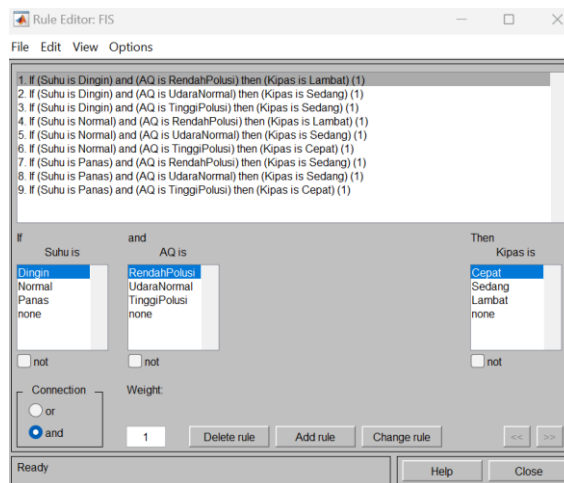 Rule Editor: FIS
File Edit View Options
1. If (Suhu is Dingin) and (AQ is RendahPolusi) then (Kipas is Lambat) (1)
2. If (Suhu is Dingin) and (AQ is UdaraNormal) then (Kipas is Sedang) (1)
3. If (Suhu is Dingin) and (AQ is TinggiPolusi) then (Kipas is Sedang) (1)
4. If (Suhu is Normal) and (AQ is RendahPolusi) then (Kipas is Lambat) (1)
5. If (Suhu is Normal) and (AQ is UdaraNormal) then (Kipas is Sedang) (1)
6. If (Suhu is Normal) and (AQ is TinggiPolusi) then (Kipas is Cepat) (1)
7. If (Suhu is Panas) and (AQ is RendahPolusi) then (Kipas is Sedang) (1)
8. If (Suhu is Panas) and (AQ is UdaraNormal) then (Kipas is Sedang) (1)
9. If (Suhu is Panas) and (AQ is TinggiPolusi) then (Kipas is Cepat) (1)
If and Then
Suhu is AQ is Kipas is
Dingin RendahPolusi Cepat
Normal UdaraNormal Sedang
Panas TinggiPolusi Lambat
none none none
not not not
Connection Weight:
or
and 1 Delete rule Add rule Change rule << >>
Ready Help Close